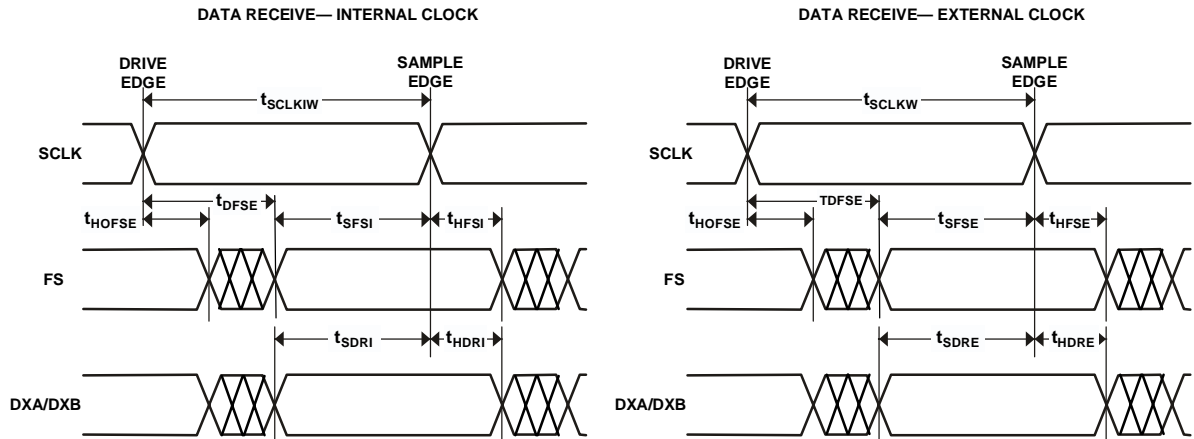 DATA RECEIVE— INTERNAL CLOCK
DRIVE
EDGE
SAMPLE
EDGE
tSCLKIW
SCLK
tDFSE
tHOFSE
tSFSI
tHFSI
FS
tSDRI
tHDRI
DXA/DXB
DATA RECEIVE— EXTERNAL CLOCK
DRIVE
EDGE
SAMPLE
EDGE
tSCLKW
SCLK
TDFSE
tHOFSE
tSFSE
tHFSE
FS
tSDRE
tHDRE
DXA/DXB